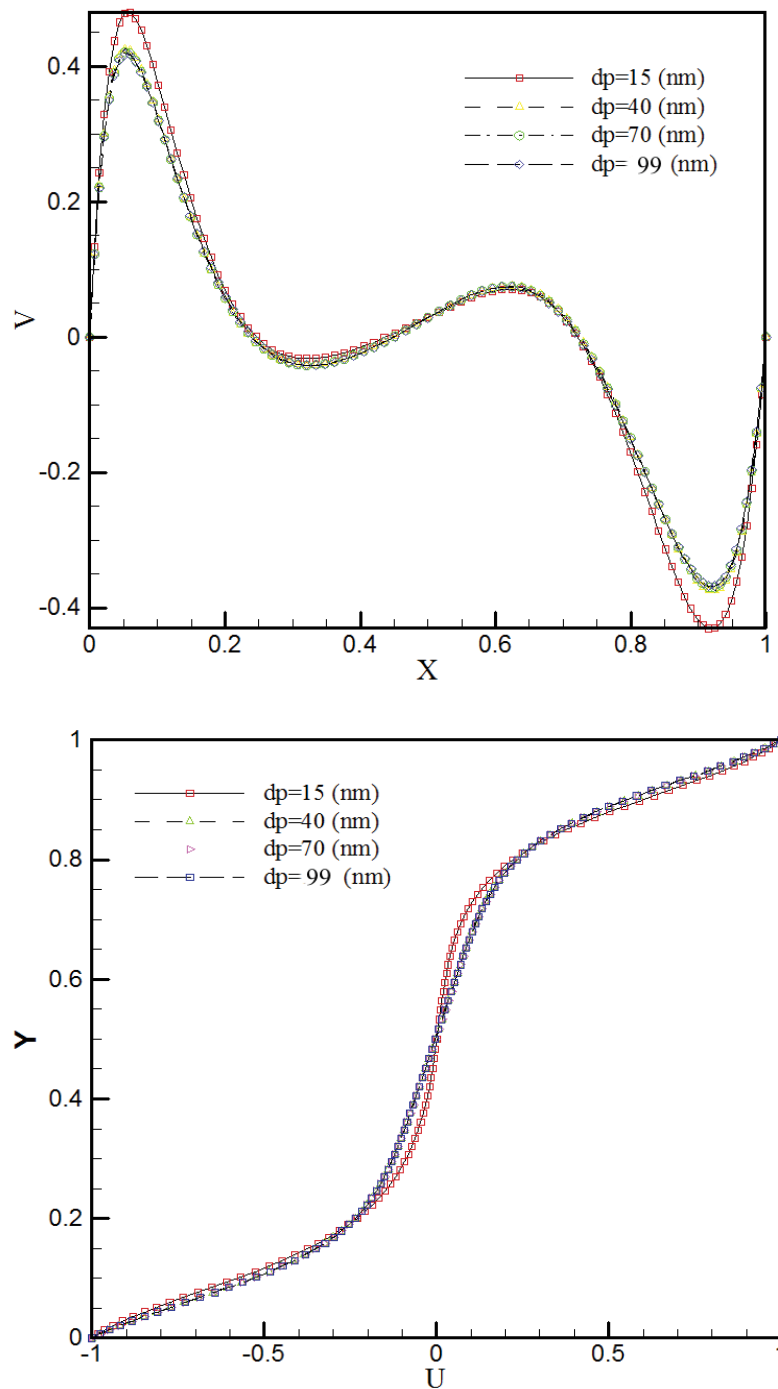 0.4
0.2
0
-0.2
-0.4
V
dp=15 (nm)
dp=40 (nm)
dp=70 (nm)
dp= 99 (nm)
0 0.2 0.4 0.6 0.8 1
X
1
0.8
0.6
0.4
0.2
0
Y
dp=15 (nm)
dp=40 (nm)
dp=70 (nm)
dp= 99 (nm)
-1 -0.5 0 0.5 1
U